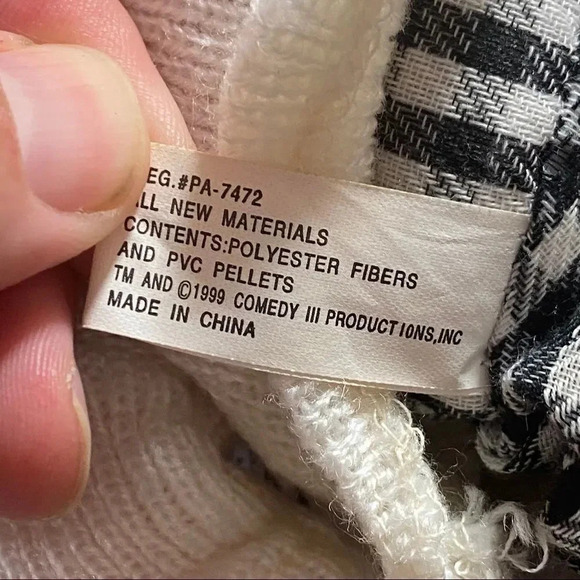 EG.#PA-7472
ALL NEW MATERIALS
CONTENTS:POLYESTER FIBERS
AND PVC PELLETS
TM AND ©1999 COMEDY III PRODUCTIONS,INC
MADE IN CHINA